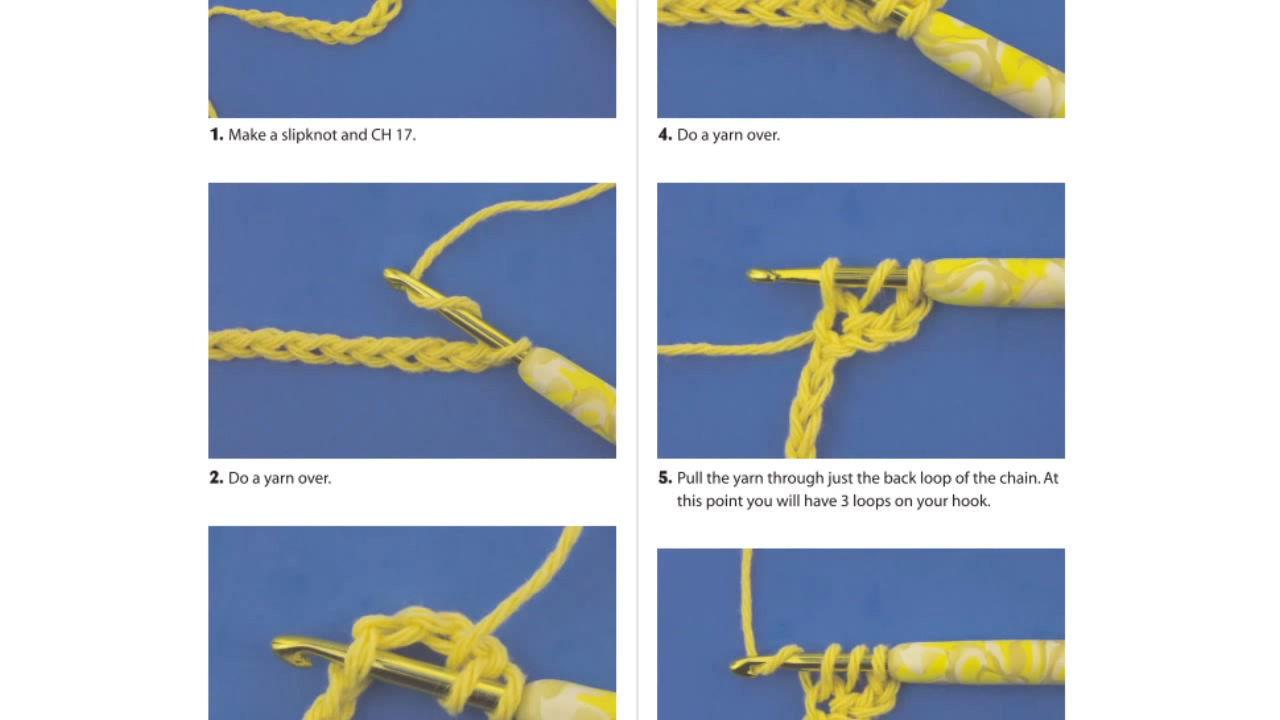 1. Make a slipknot and CH 17.
2. Do a yarn over.
4. Do a yarn over.
5. Pull the yarn through just the back loop of the chain. At
this point you will have 3 loops on your hook.